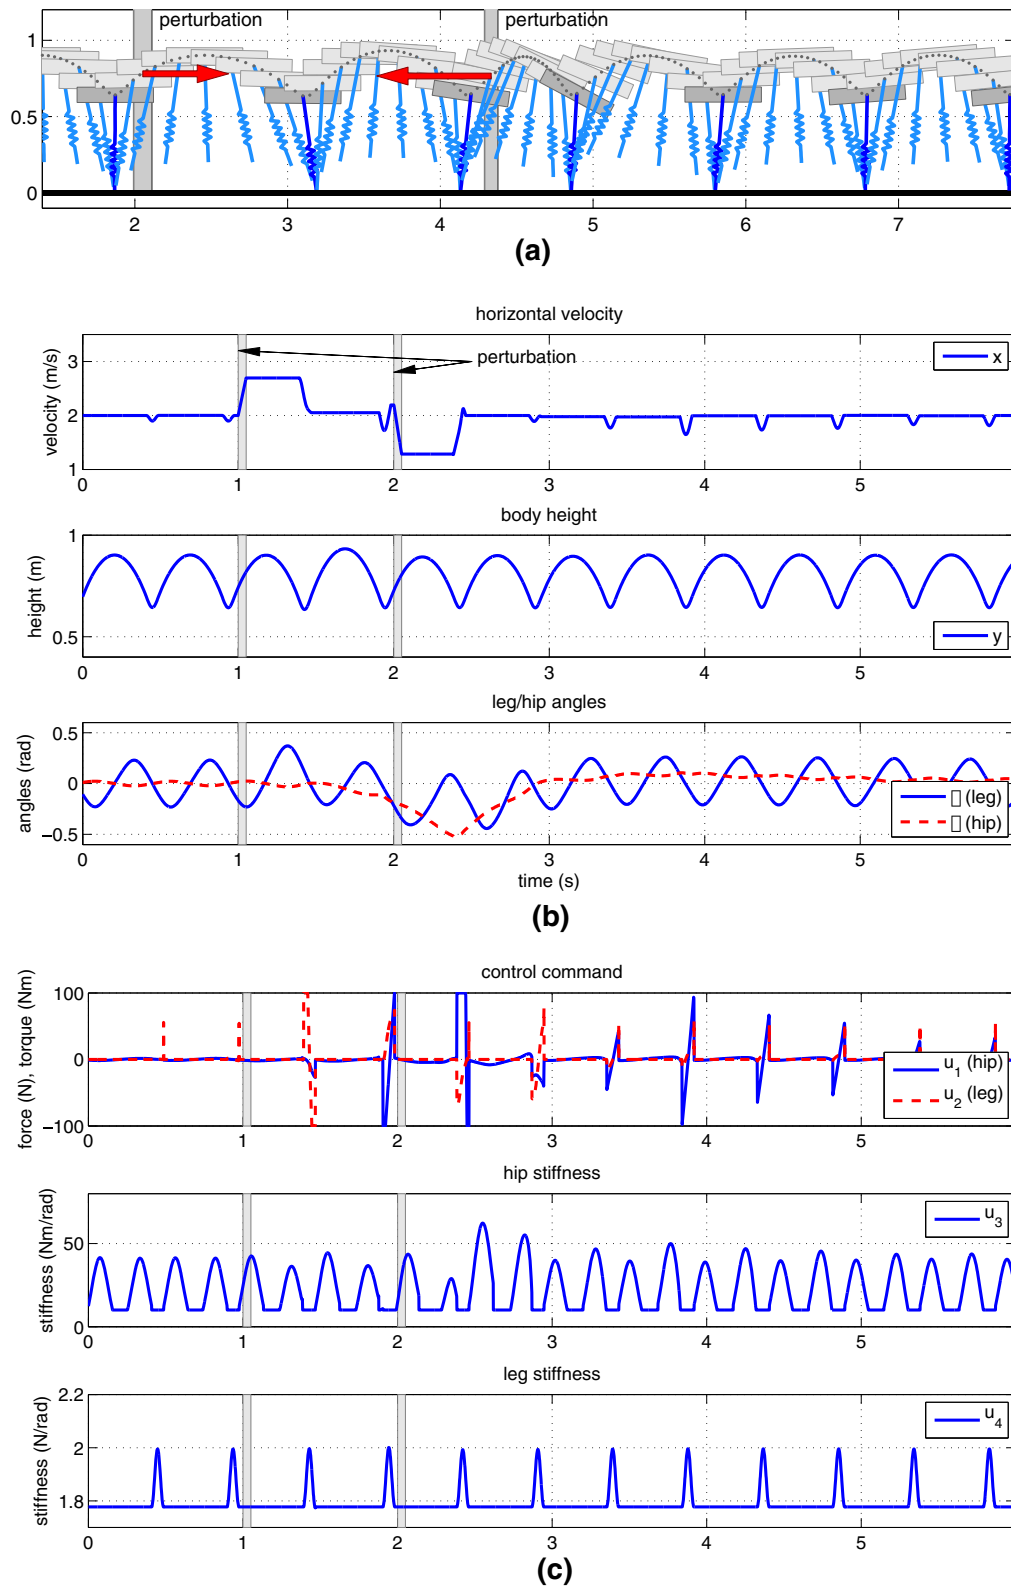 perturbation perturbation
1
0.5
0
2 3 4 5 6 7
(a)
horizontal velocity
velocity (m/s)
3
2
1
perturbation
x
0 1 2 3 4 5
body height
height (m)
1
0.5
y
0 1 2 3 4 5
leg/hip angles
angles (rad)
0.5
0
−0.5
▯ (leg)
▯ (hip)
0 1 2 3 4 5
time (s)
(b)
control command
force (N), torque (Nm)
100
0
−100
u_1 (hip)
u_2 (leg)
0 1 2 3 4 5
hip stiffness
stiffness (Nm/rad)
50
0
u_3
0 1 2 3 4 5
leg stiffness
stiffness (N/rad)
2.2
2
1.8
u_4
0 1 2 3 4 5
(c)